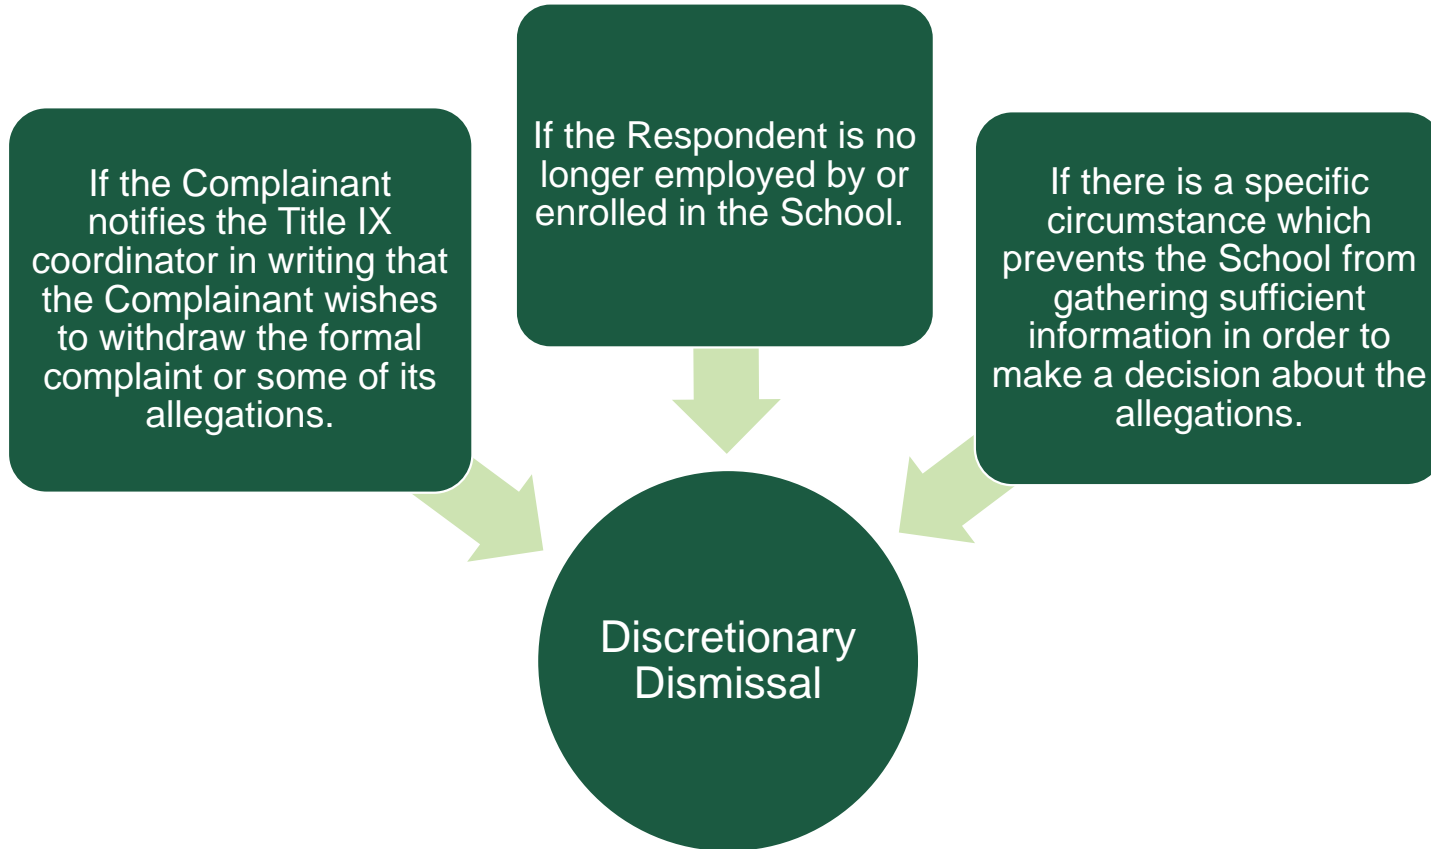 If the Complainant
notifies the Title IX
coordinator in writing that
the Complainant wishes
to withdraw the formal
complaint or some of its
allegations.
If the Respondent is no
longer employed by or
enrolled in the School.
If there is a specific
circumstance which
prevents the School from
gathering sufficient
information in order to
make a decision about the
allegations.
Discretionary
Dismissal